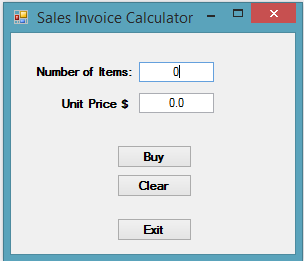 Sales Invoice Calculator
Number of Items: 0
Unit Price $ 0.0
Buy
Clear
Exit